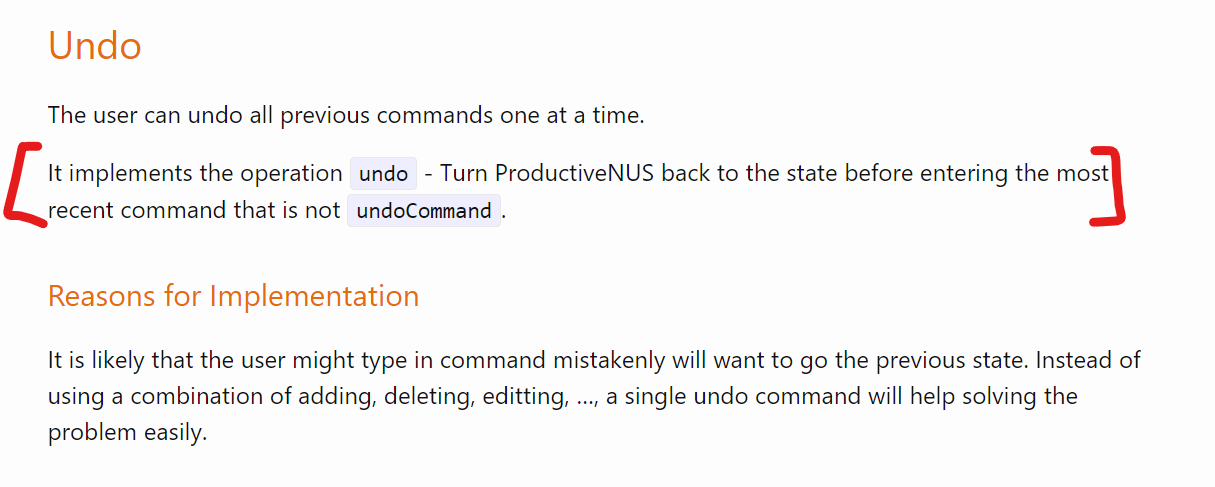 Undo
The user can undo all previous commands one at a time.
It implements the operation undo - Turn ProductiveNUS back to the state before entering the most
recent command that is not undoCommand.
Reasons for Implementation
It is likely that the user might type in command mistakenly will want to go the previous state. Instead of
using a combination of adding, deleting, editting, ..., a single undo command will help solving the
problem easily.